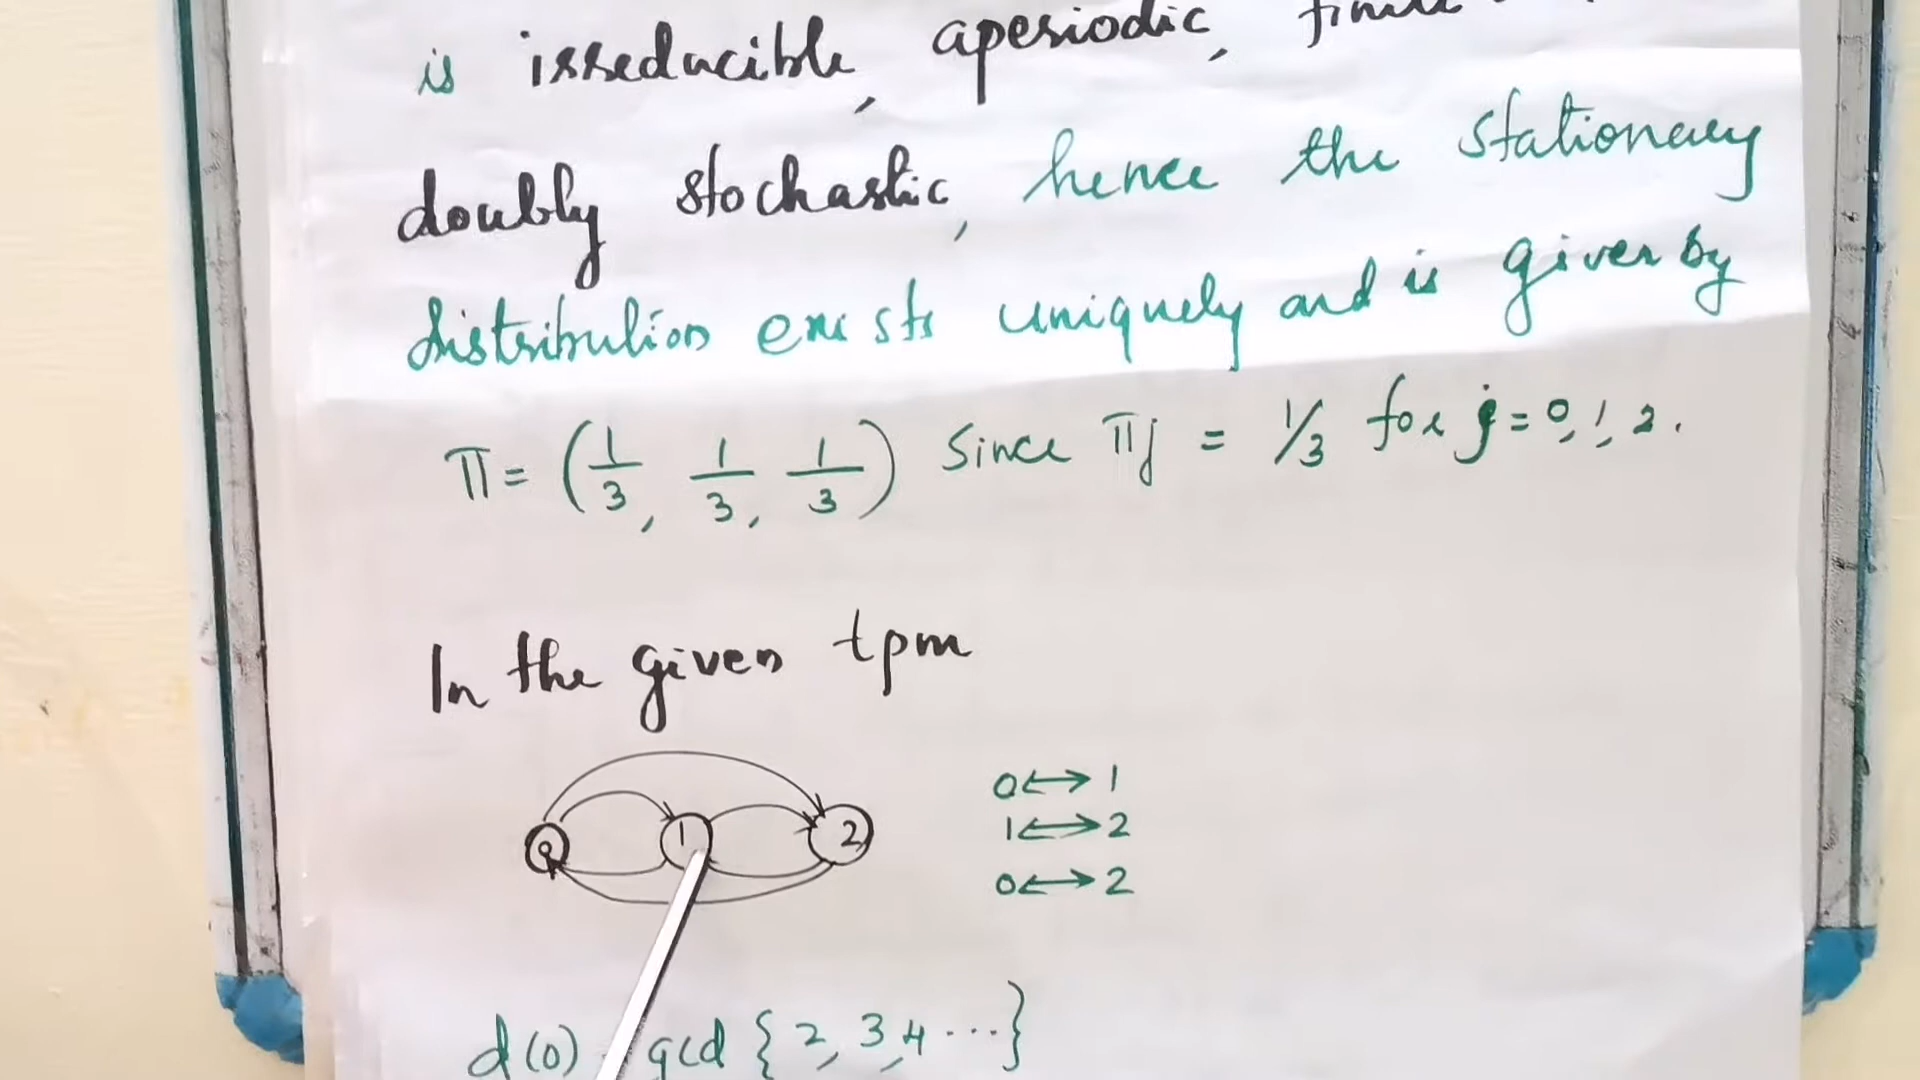 is irreducible, aperiodic, finite
doubly stochastic, hence the stationary
distribution exists uniquely and is given by
π = (1/3, 1/3, 1/3) Since πj = 1/3 for j = 0, 1, 2.
In the given tpm
0 1 2
0 ↔ 1
1 ↔ 2
0 ↔ 2
d(0) gcd { 2, 3, 4 ... }